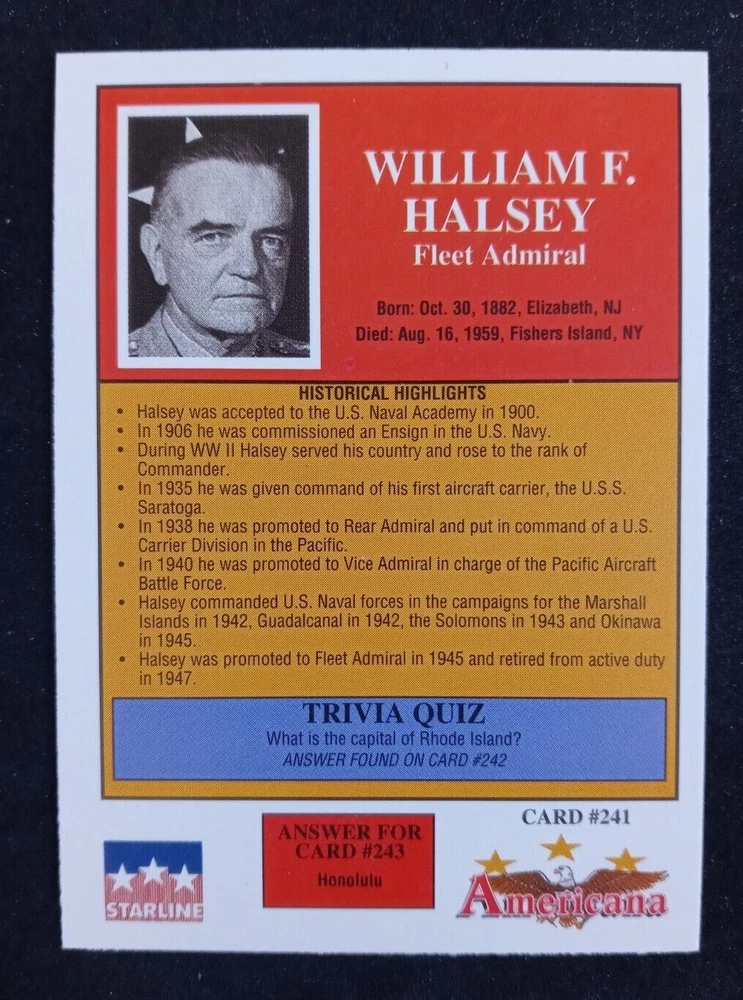 WILLIAM F.
HALSEY
Fleet Admiral
Born: Oct. 30, 1882, Elizabeth, NJ
Died: Aug. 16, 1959, Fishers Island, NY
HISTORICAL HIGHLIGHTS
• Halsey was accepted to the U.S. Naval Academy in 1900.
• In 1906 he was commissioned an Ensign in the U.S. Navy.
• During WW II Halsey served his country and rose to the rank of
Commander.
• In 1935 he was given command of his first aircraft carrier, the U.S.S.
Saratoga.
• In 1938 he was promoted to Rear Admiral and put in command of a U.S.
Carrier Division in the Pacific.
• In 1940 he was promoted to Vice Admiral in charge of the Pacific Aircraft
Battle Force.
• Halsey commanded U.S. Naval forces in the campaigns for the Marshall
Islands in 1942, Guadalcanal in 1942, the Solomons in 1943 and Okinawa
in 1945.
• Halsey was promoted to Fleet Admiral in 1945 and retired from active duty
in 1947.
TRIVIA QUIZ
What is the capital of Rhode Island?
ANSWER FOUND ON CARD #242
CARD #241
ANSWER FOR
CARD #243
Honolulu
STARLINE
Americana